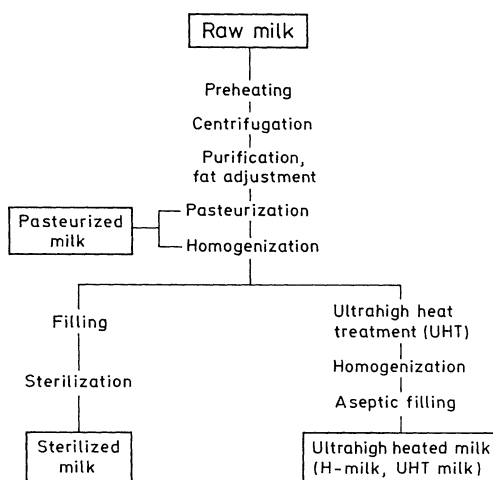 Raw milk
Preheating
Centrifugation
Purification,
fat adjustment
Pasteurized
milk
Pasteurization
Homogenization
Filling
Sterilization
Sterilized
milk
Ultrahigh heat
treatment (UHT)
Homogenization
Aseptic filling
Ultrahigh heated milk
(H-milk, UHT milk)